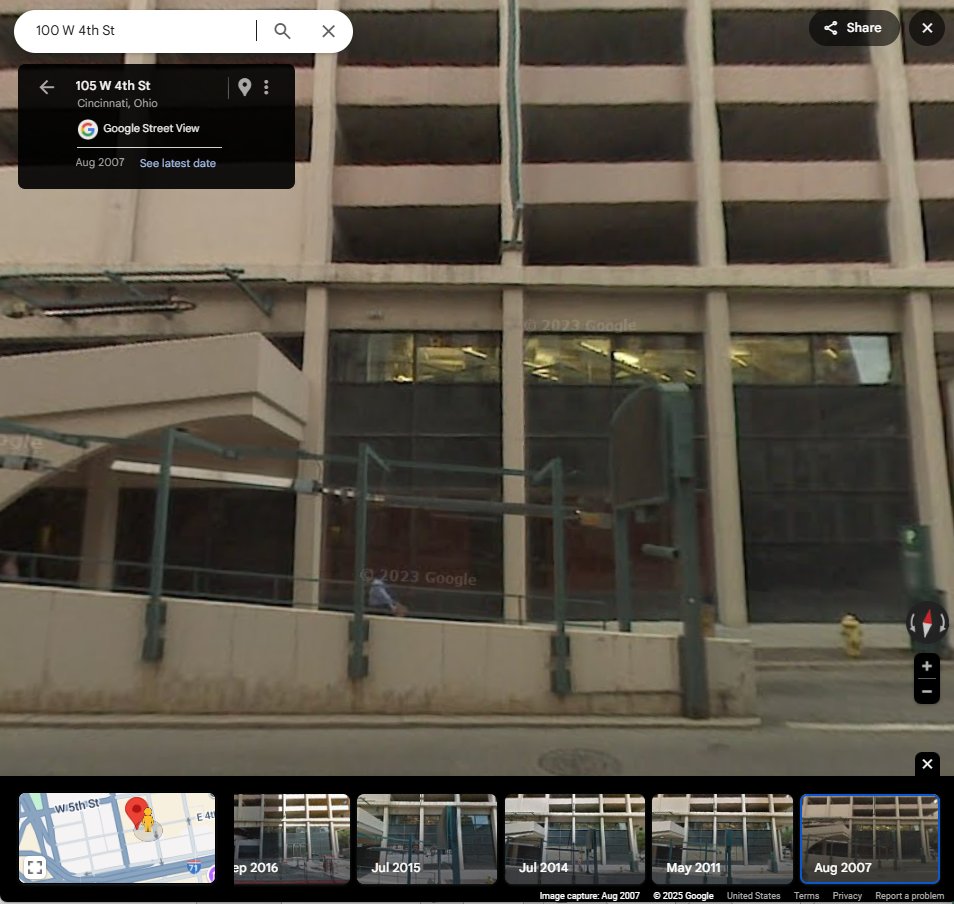 100 W 4th St
Share
105 W 4th St
Cincinnati, Ohio
Google Street View
Aug 2007 See latest date
© 2023 Google
ogle
© 2023 Google
P
W 5th St
E 4t
71
ep 2016
Jul 2015
Jul 2014
May 2011
Aug 2007
Image capture: Aug 2007 © 2025 Google United States Terms Privacy Report a problem